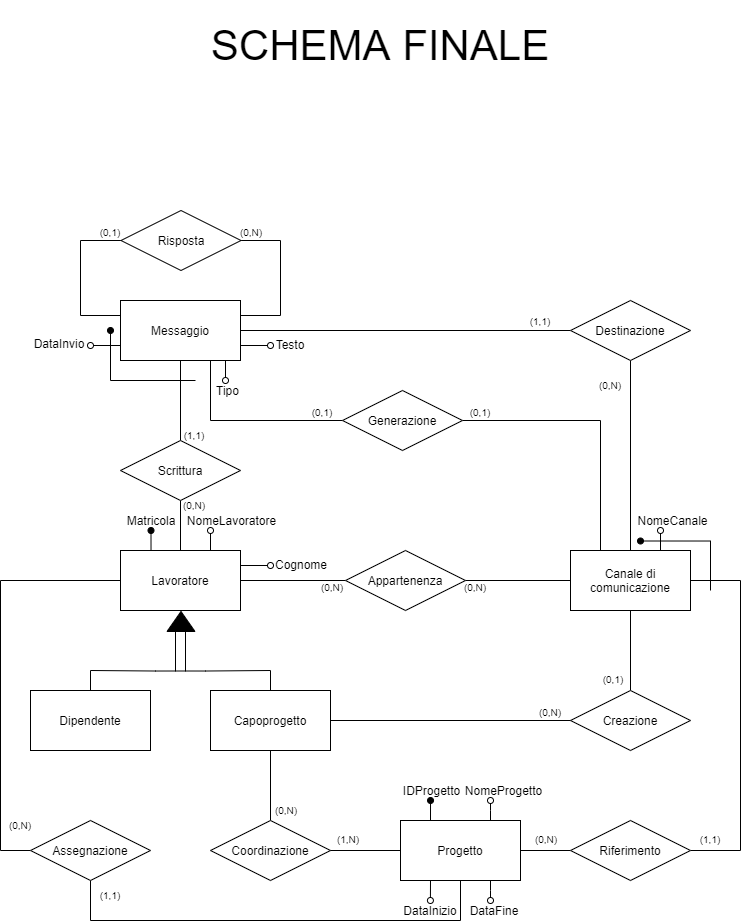 SCHEMA FINALE
(0,1)
Risposta
(0,N)
Messaggio
(1,1)
Destinazione
DataInvio
Testo
Tipo
(0,N)
(0,1)
Generazione
(0,1)
(1,1)
Scrittura
(0,N)
Matricola
NomeLavoratore
NomeCanale
Cognome
Lavoratore
(0,N)
Appartenenza
(0,N)
Canale di
comunicazione
(0,1)
Dipendente
Capoprogetto
(0,N)
Creazione
IDProgetto
NomeProgetto
(0,N)
(0,N)
Assegnazione
Coordinazione
(1,N)
Progetto
(0,N)
Riferimento
(1,1)
(1,1)
DataInizio
DataFine